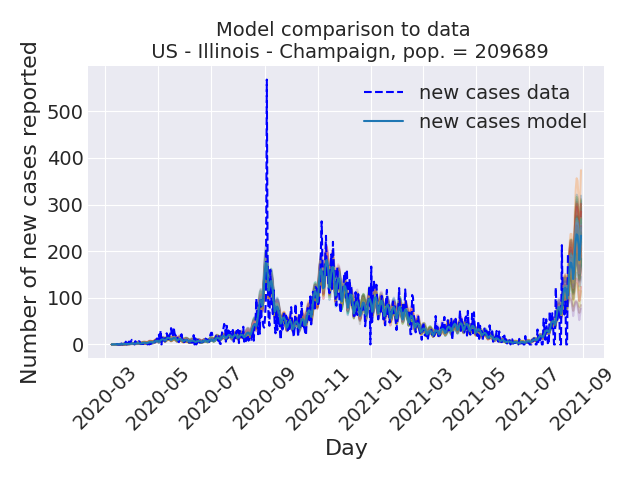 Model comparison to data
US - Illinois - Champaign, pop. = 209689
Number of new cases reported
500
400
300
200
100
0
new cases data
new cases model
2020-03
2020-05
2020-07
2020-09
2020-11
2021-01
2021-03
2021-05
2021-07
2021-09
Day